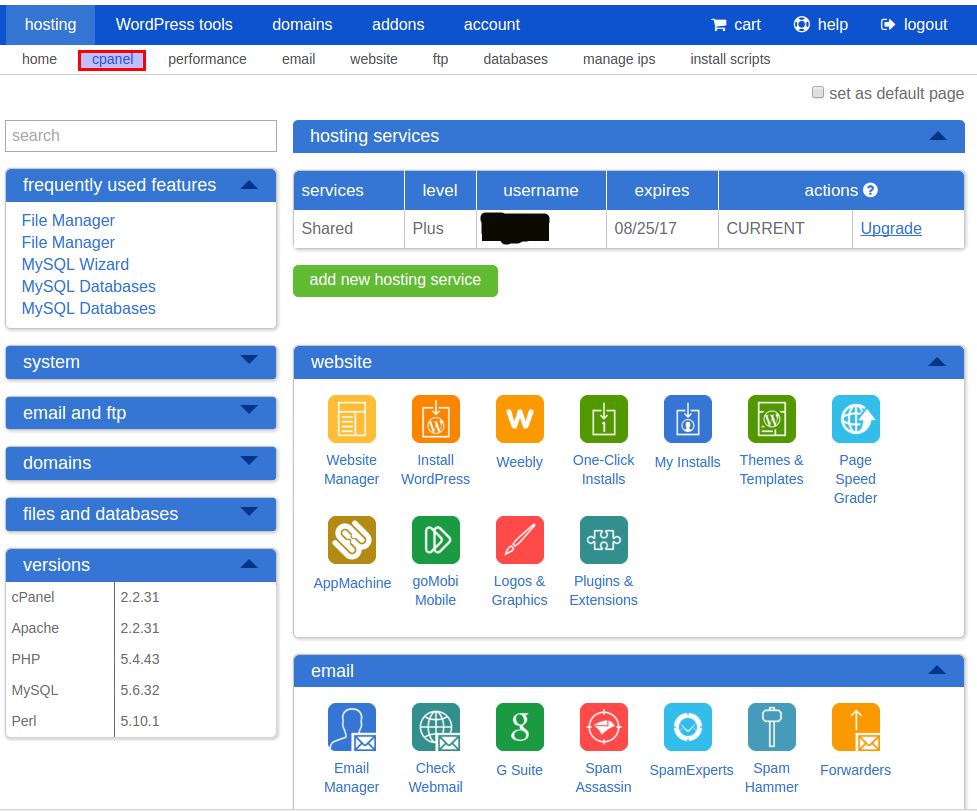 hosting WordPress tools domains addons account cart help logout
home cpanel performance email website ftp databases manage ips install scripts
set as default page
search
frequently used features
File Manager
File Manager
MySQL Wizard
MySQL Databases
MySQL Databases
system
email and ftp
domains
files and databases
versions
cPanel 2.2.31
Apache 2.2.31
PHP 5.4.43
MySQL 5.6.32
Perl 5.10.1
hosting services
services level username expires actions ?
Shared Plus 08/25/17 CURRENT Upgrade
add new hosting service
website
Website Manager
Install WordPress
Weebly
One-Click Installs
My Installs
Themes & Templates
Page Speed Grader
AppMachine
goMobi Mobile
Logos & Graphics
Plugins & Extensions
email
Email Manager
Check Webmail
G Suite
Spam Assassin
SpamExperts
Spam Hammer
Forwarders